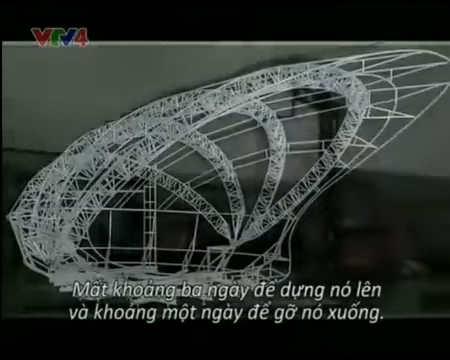 VTV4
Mất khoảng ba ngày để dựng nó lên
và khoảng một ngày để gỡ nó xuống.